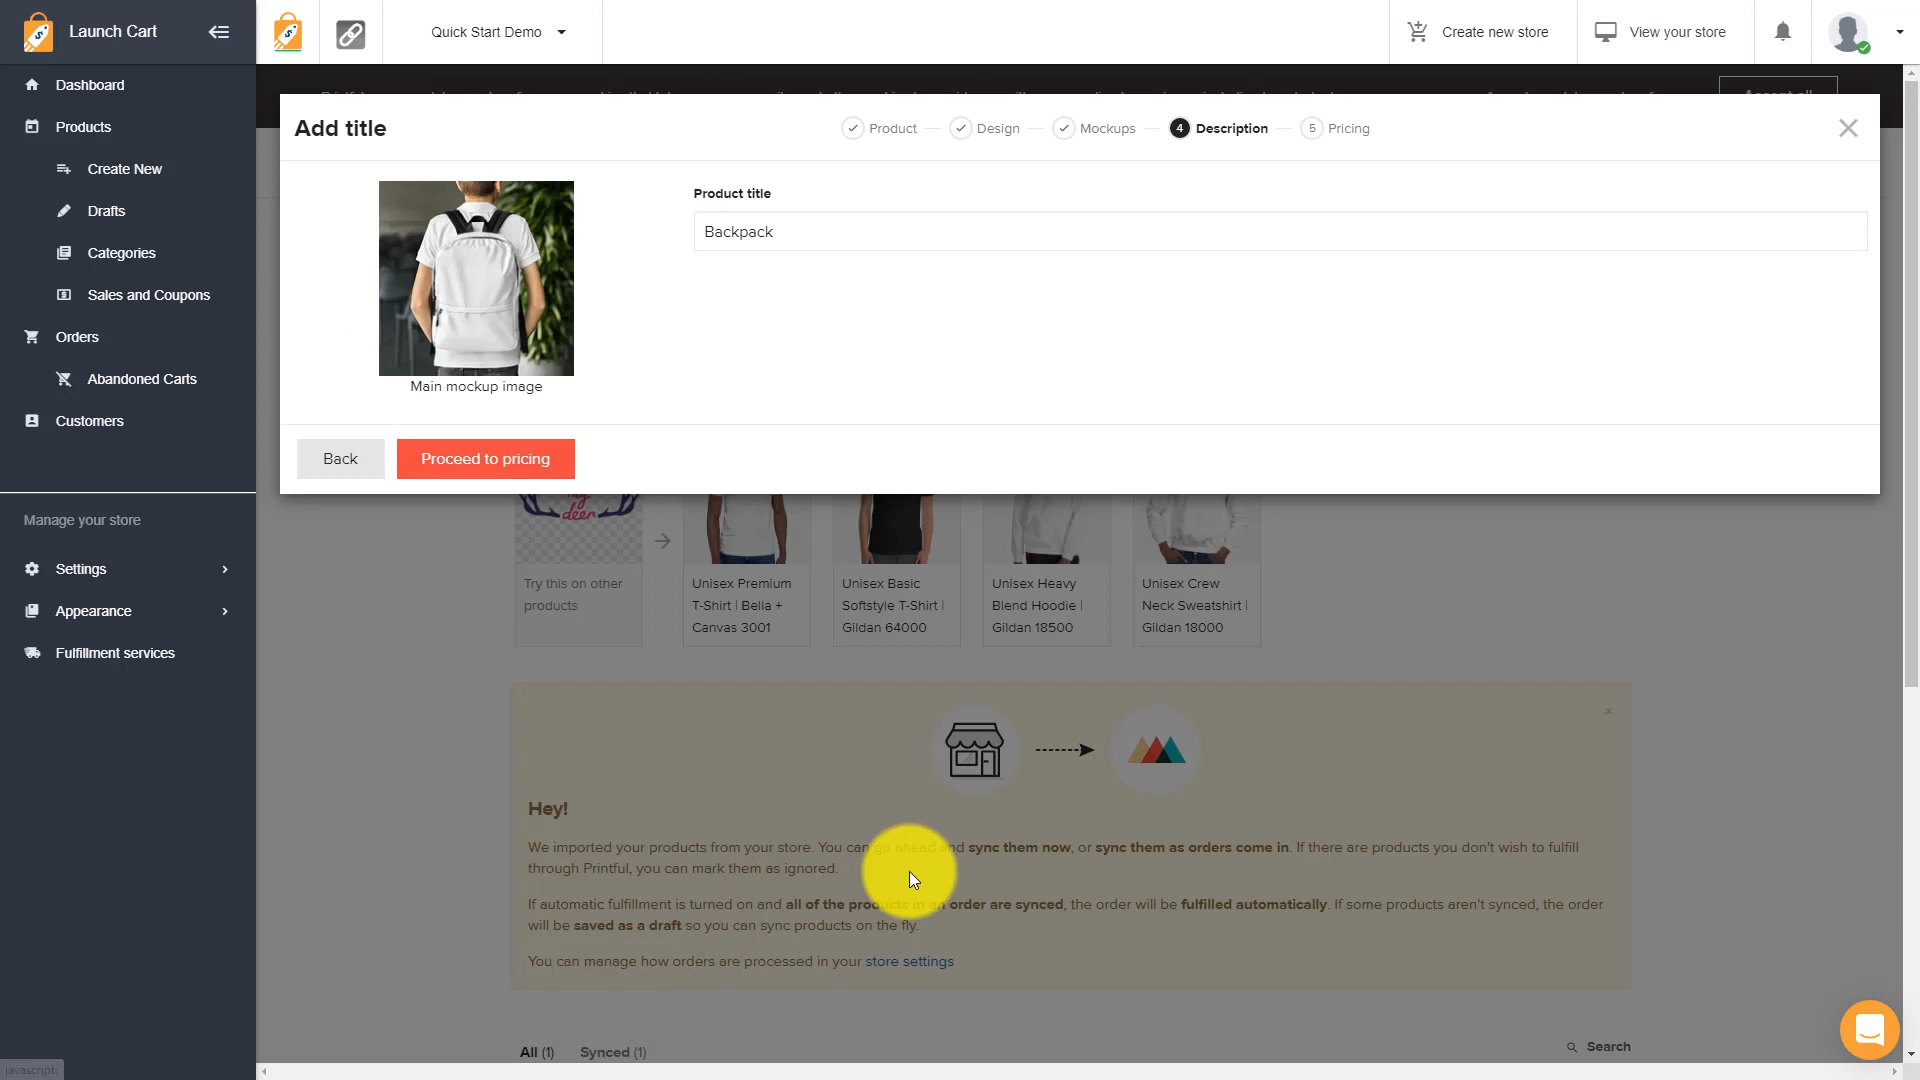 Launch Cart
Quick Start Demo
Create new store
View your store
Dashboard
Products
Create New
Drafts
Categories
Sales and Coupons
Orders
Abandoned Carts
Customers
Manage your store
Settings
Appearance
Fulfillment services
Add title
Product
Design
Mockups
4 Description
5 Pricing
Product title
Backpack
Main mockup image
Back
Proceed to pricing
my
deer
Try this on other
products
Unisex Premium
T-Shirt | Bella +
Canvas 3001
Unisex Basic
Softstyle T-Shirt |
Gildan 64000
Unisex Heavy
Blend Hoodie |
Gildan 18500
Unisex Crew
Neck Sweatshirt |
Gildan 18000
Hey!
We imported your products from your store. You can go ahead and sync them now, or sync them as orders come in. If there are products you don't wish to fulfill
through Printful, you can mark them as ignored.
If automatic fulfillment is turned on and all of the products in an order are synced, the order will be fulfilled automatically. If some products aren't synced, the order
will be saved as a draft so you can sync products on the fly.
You can manage how orders are processed in your store settings
All (1)
Synced (1)
Search
javascript: